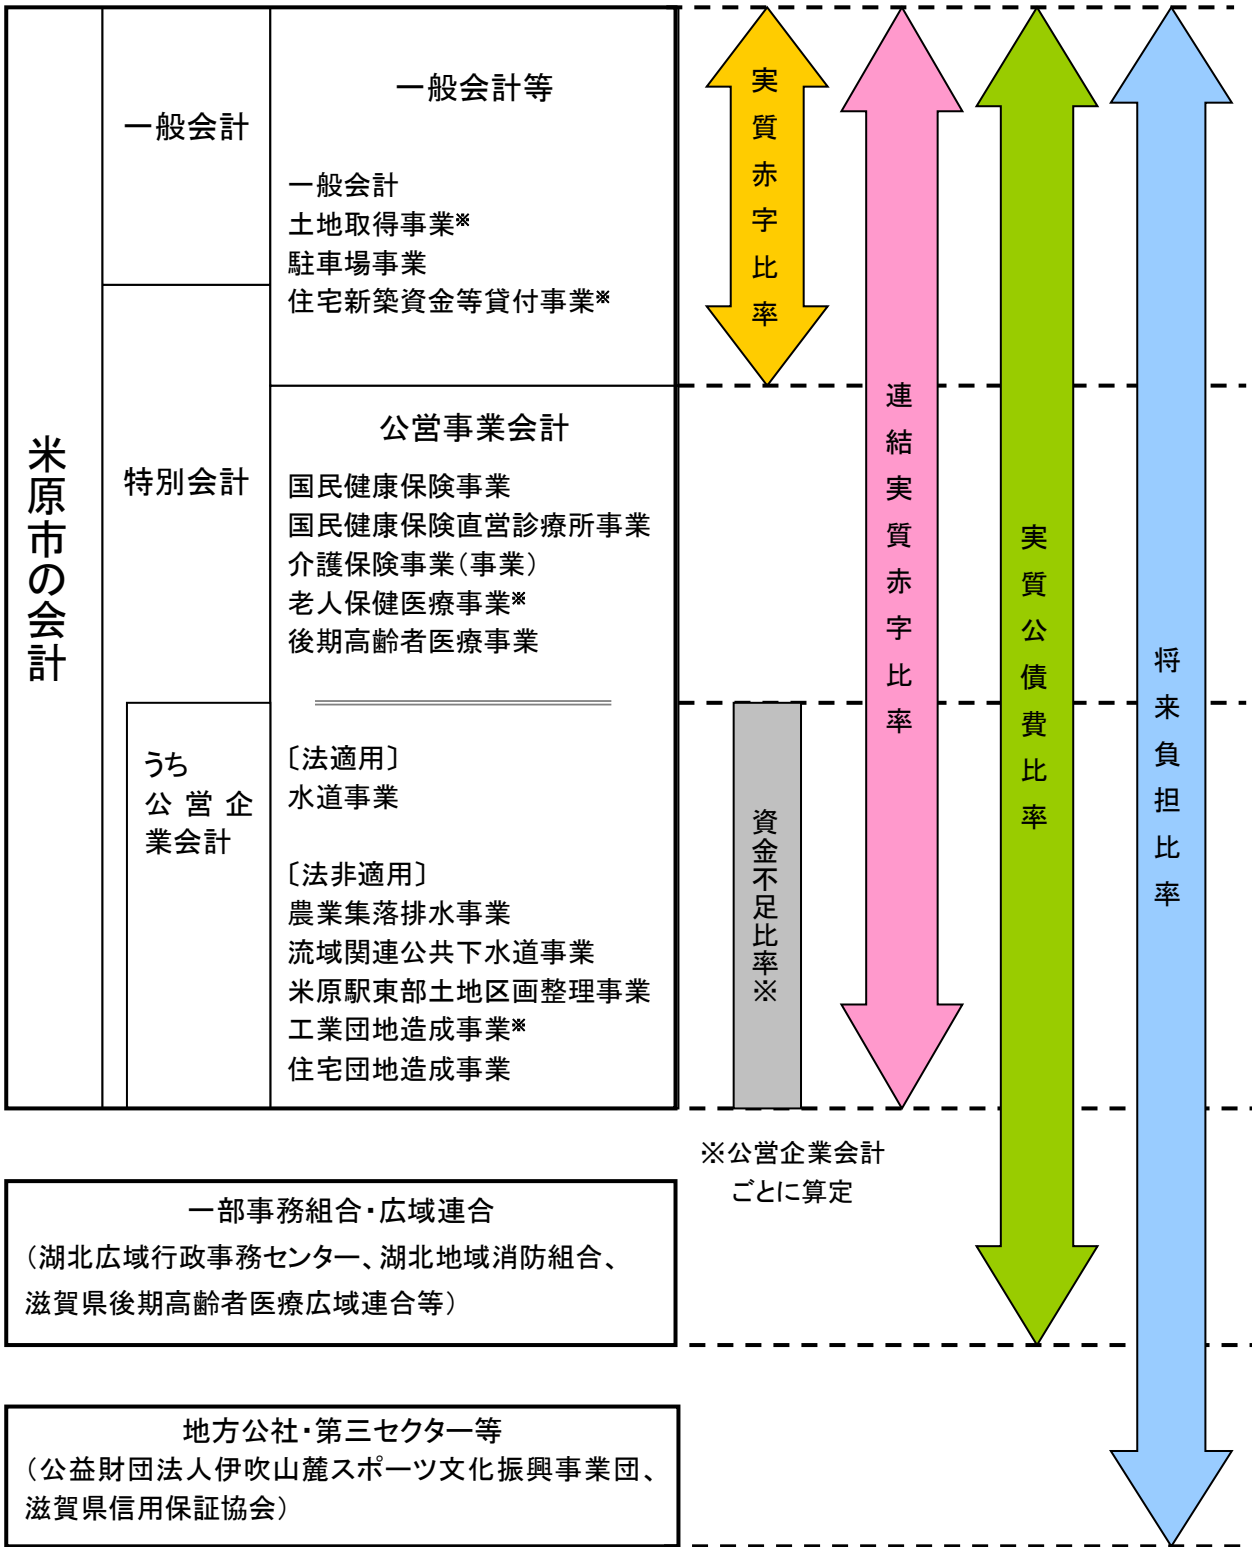 米原市の会計
一般会計
特別会計
うち
公営企
業会計
一般会計等
一般会計
土地取得事業※
駐車場事業
住宅新築資金等貸付事業※
公営事業会計
国民健康保険事業
国民健康保険直営診療所事業
介護保険事業（事業）
老人保健医療事業※
後期高齢者医療事業
〔法適用〕
水道事業
〔法非適用〕
農業集落排水事業
流域関連公共下水道事業
米原駅東部土地区画整理事業
工業団地造成事業※
住宅団地造成事業
実質赤字比率
資金不足比率※
※公営企業会計
ごとに算定
連結実質赤字比率
実質公債費比率
将来負担比率
一部事務組合・広域連合
（湖北広域行政事務センター、湖北地域消防組合、
滋賀県後期高齢者医療広域連合等）
地方公社・第三セクター等
（公益財団法人伊吹山麓スポーツ文化振興事業団、
滋賀県信用保証協会）